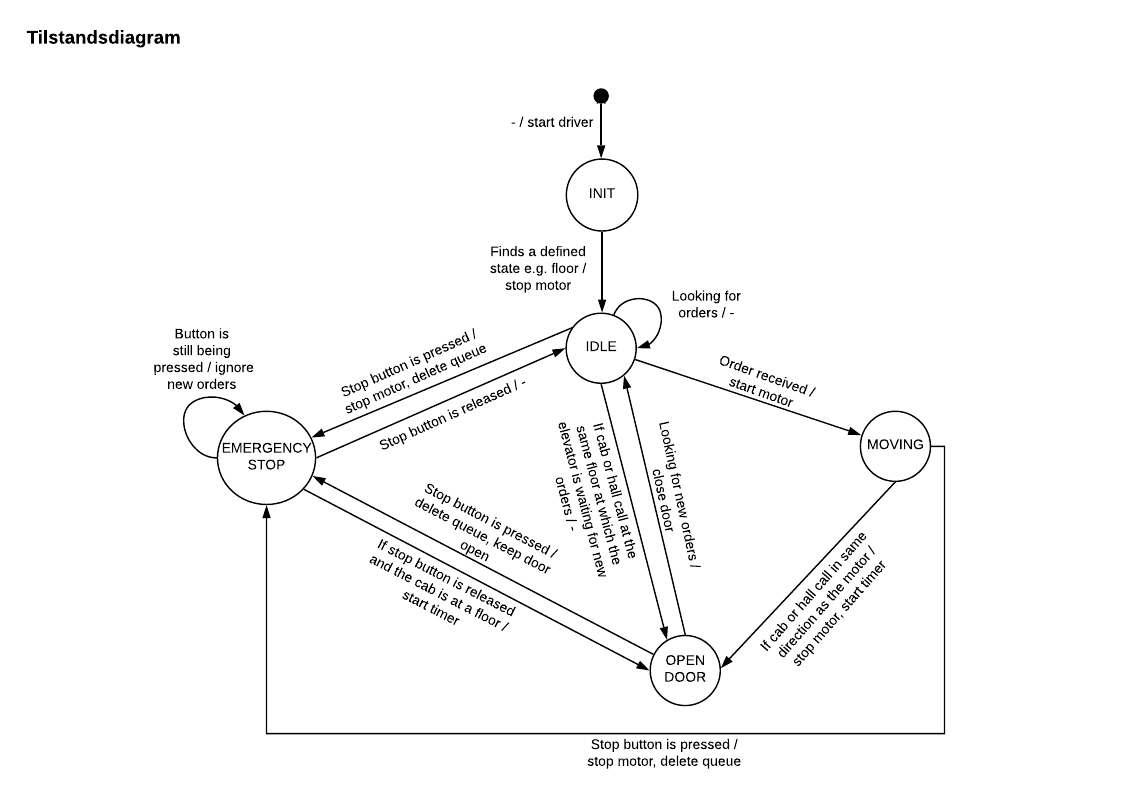 Tilstandsdiagram
- / start driver
INIT
Finds a defined
state e.g. floor /
stop motor
Looking for
orders / -
IDLE
Button is
still being
pressed / ignore
new orders
Stop button is pressed /
stop motor, delete queue
Stop button is released / -
Order received /
start motor
MOVING
EMERGENCY
STOP
If cab or hall call at the
same floor at which the
elevator is waiting for new
orders / -
Looking for new orders /
close door
Stop button is pressed /
delete queue, keep door
open
If stop button is released
and the cab is at a floor /
start timer
If cab or hall call in same
direction as the motor /
stop motor, start timer
OPEN
DOOR
Stop button is pressed /
stop motor, delete queue